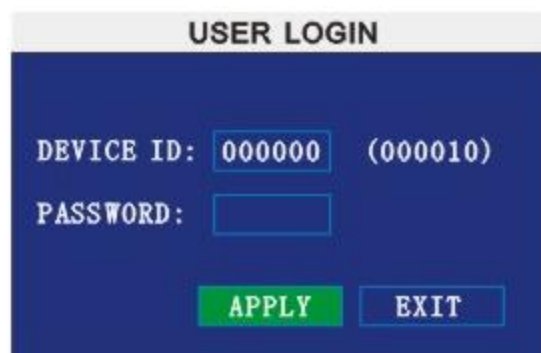 USER LOGIN
DEVICE ID: 000000 (000010)
PASSWORD:
APPLY EXIT